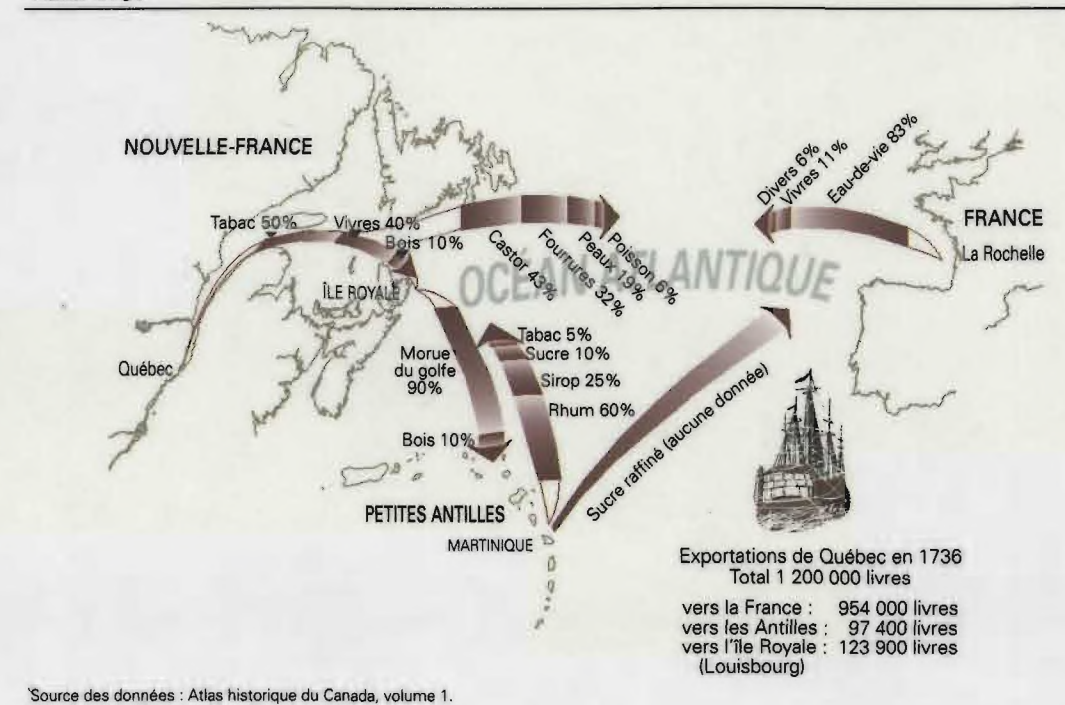 NOUVELLE-FRANCE
Tabac 50%
Vivres 40%
Bois 10%
ÎLE ROYALE
Québec
Castor 43%
Fourrures 32%
Peaux 19%
Poisson 6%
OCÉAN ATLANTIQUE
Divers 6%
Vivres 11%
Eau-de-vie 83%
FRANCE
La Rochelle
Morue
du golfe
90%
Bois 10%
Tabac 5%
Sucre 10%
Sirop 25%
Rhum 60%
Sucre raffiné (aucune donnée)
PETITES ANTILLES
MARTINIQUE
Exportations de Québec en 1736
Total 1 200 000 livres
vers la France : 954 000 livres
vers les Antilles : 97 400 livres
vers l'île Royale : 123 900 livres
(Louisbourg)
Source des données : Atlas historique du Canada, volume 1.